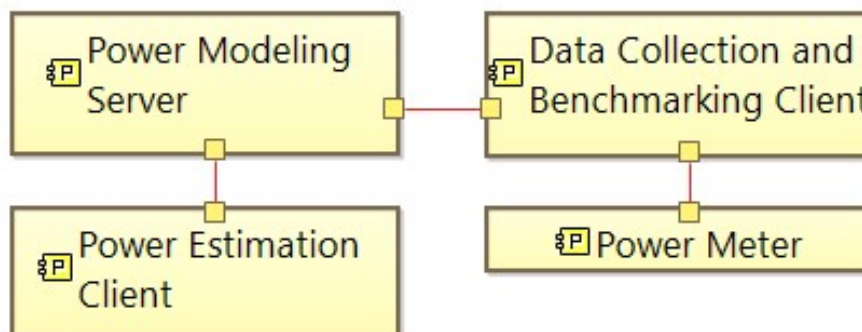 Power Modeling
Server
Data Collection and
Benchmarking Client
Power Estimation
Client
P Power Meter